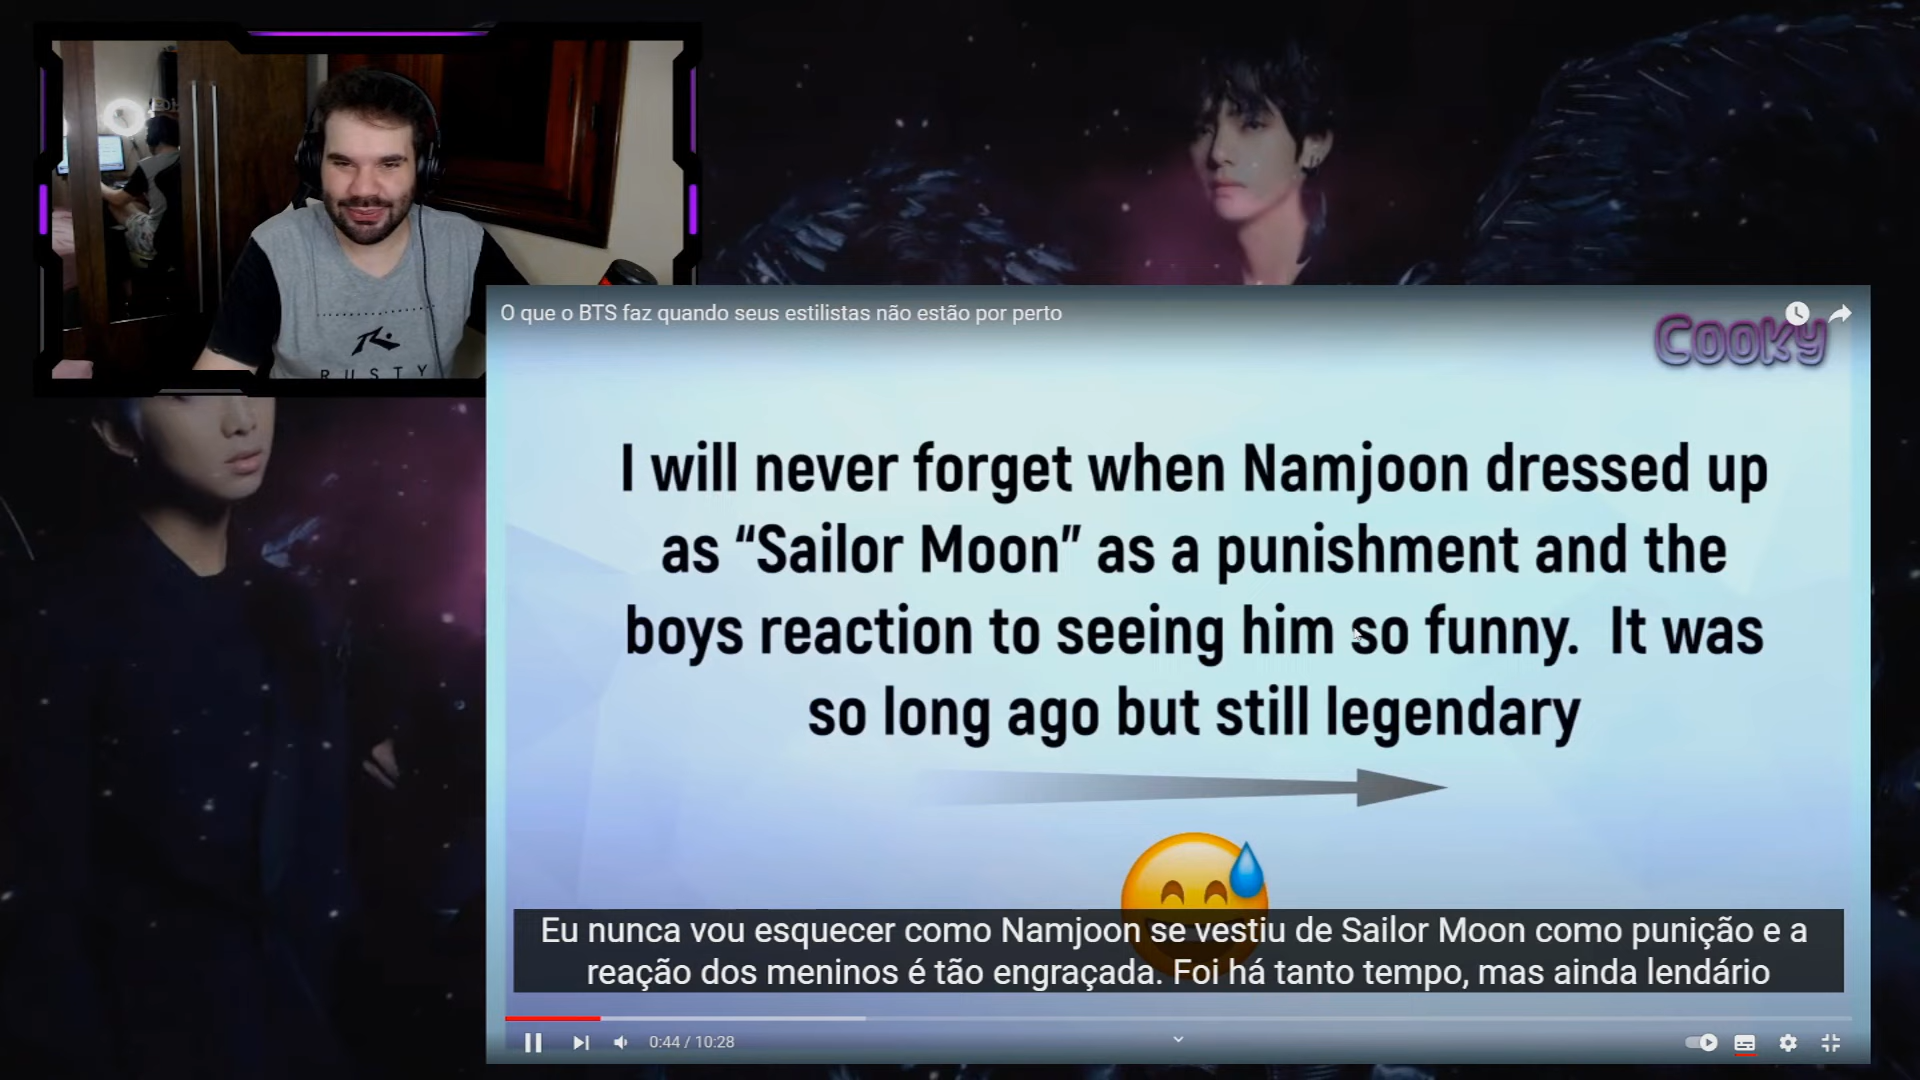 RUSTY
O que o BTS faz quando seus estilistas não estão por perto
Cooky
I will never forget when Namjoon dressed up
as “Sailor Moon” as a punishment and the
boys reaction to seeing him so funny. It was
so long ago but still legendary
Eu nunca vou esquecer como Namjoon se vestiu de Sailor Moon como punição e a
reação dos meninos é tão engraçada. Foi há tanto tempo, mas ainda lendário
0:44 / 10:28